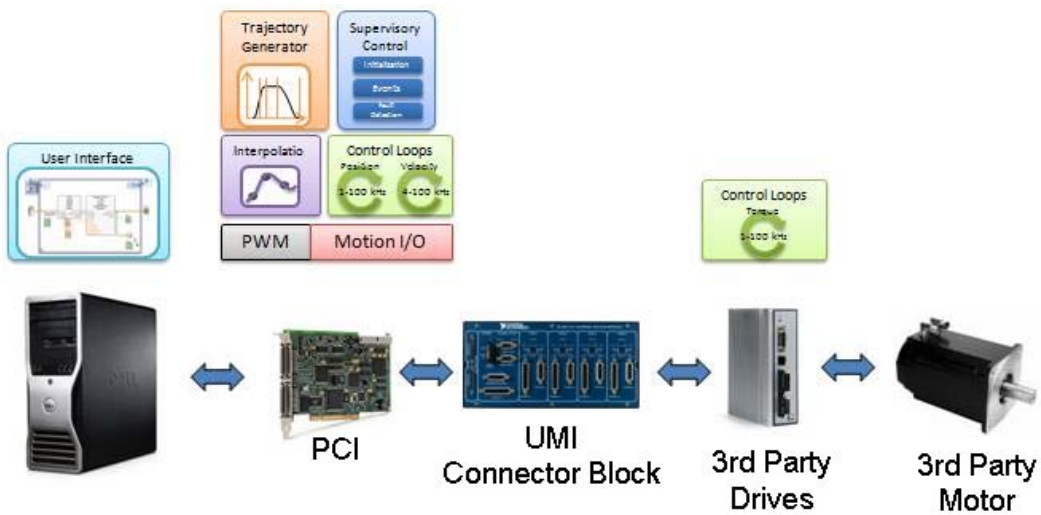 Trajectory
Generator
Supervisory
Control
Initialization
Events
Fault
Detection
User Interface
Interpolatio
Control Loops
Position
Velocity
1-100 kHz
4-100 kHz
PWM
Motion I/O
Control Loops
Torque
1-100 kHz
DELL
PCI
UMI
Connector Block
3rd Party
Drives
3rd Party
Motor